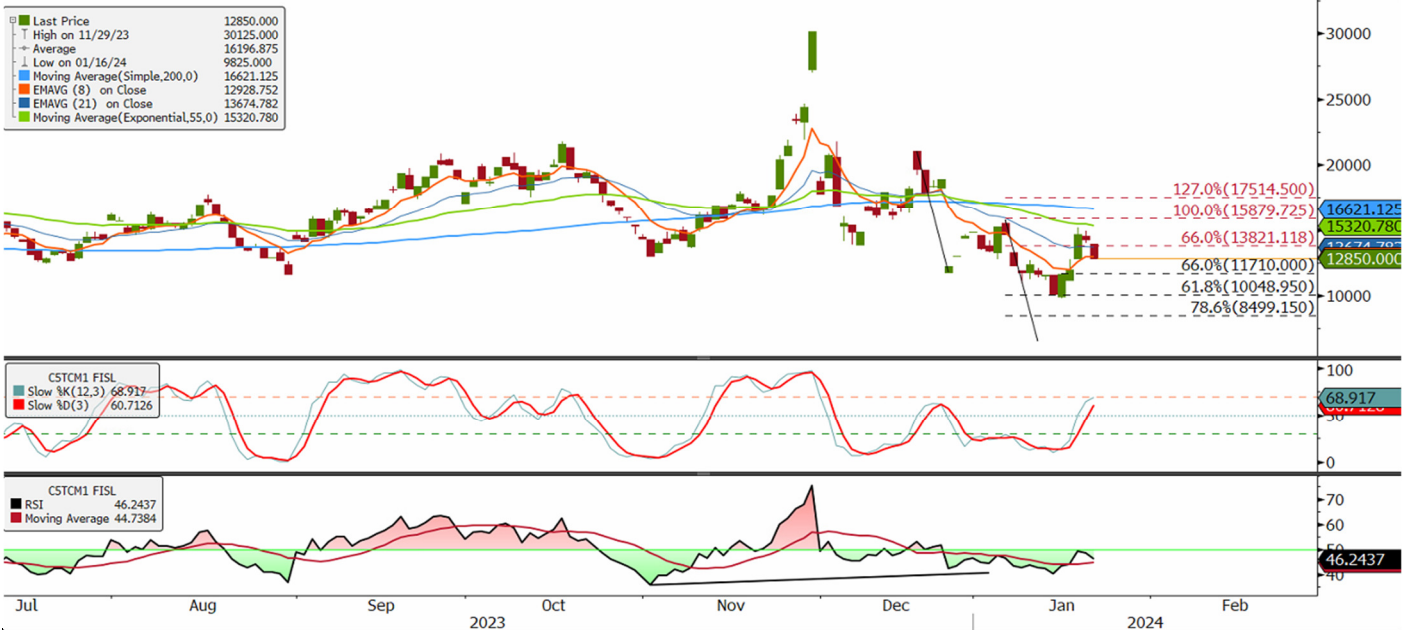 Last Price 12850.000
High on 11/29/23 30125.000
Average 16196.875
Low on 01/16/24 9825.000
Moving Average(Simple,200,0) 16621.125
EMAVG (8) on Close 12928.752
EMAVG (21) on Close 13674.782
Moving Average(Exponential,55,0) 15320.780
30000
25000
20000
127.0%(17514.500)
100.0%(15879.725)
16621.125
15320.780
66.0%(13821.118)
13674.782
12850.000
66.0%(11710.000)
61.8%(10048.950)
10000
78.6%(8499.150)
C5TCM1 FISL
Slow %K(12,3) 68.917
Slow %D(3) 60.7126
100
68.917
50
0
C5TCM1 FISL
RSI 46.2437
Moving Average 44.7384
70
60
50
46.2437
40
Jul Aug Sep Oct Nov Dec Jan Feb
2023 2024